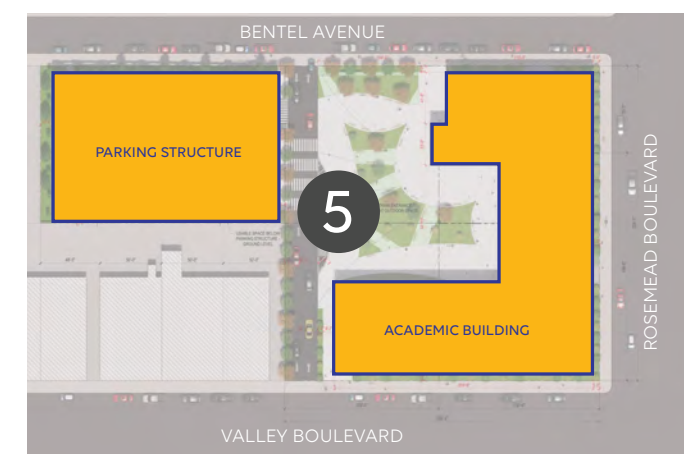 BENTEL AVENUE
PARKING STRUCTURE
5
ROSEMEAD BOULEVARD
ACADEMIC BUILDING
VALLEY BOULEVARD